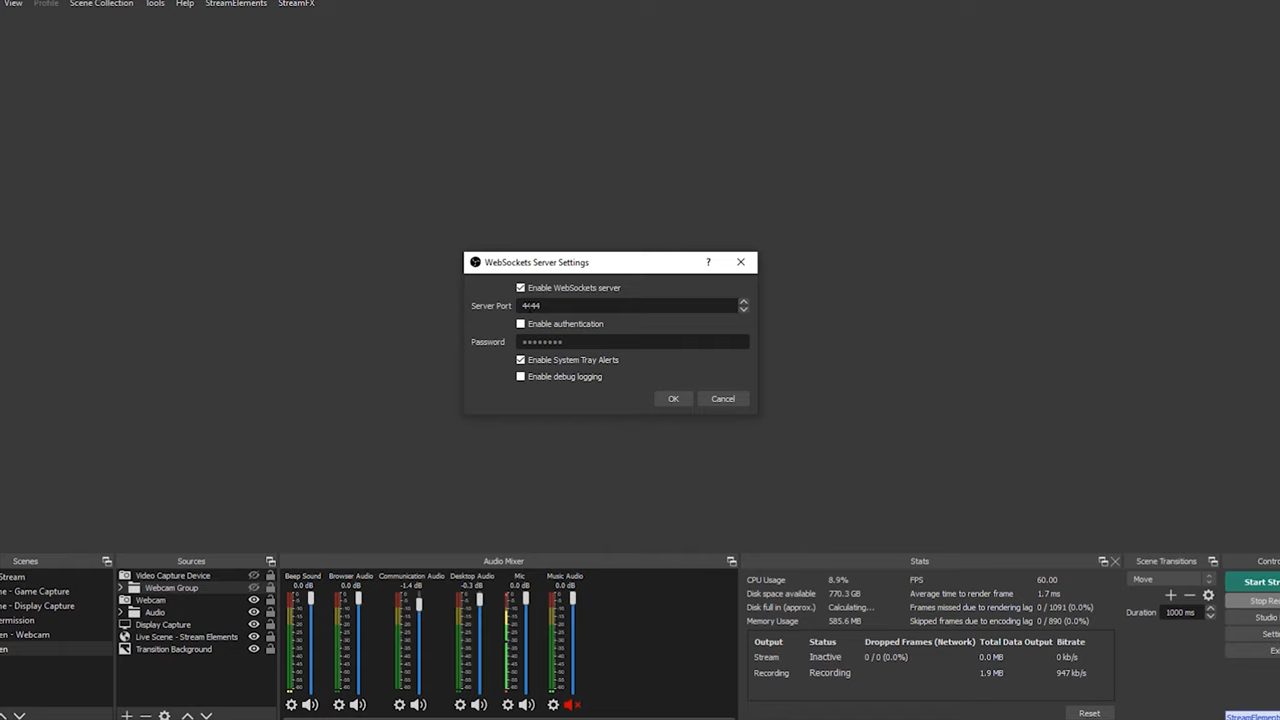 View Profile Scene Collection Tools Help StreamElements StreamFX
WebSockets Server Settings ?
Enable WebSockets server
Server Port 4444
Enable authentication
Password
Enable System Tray Alerts
Enable debug logging
OK Cancel
Scenes
Stream
e - Game Capture
e - Display Capture
ermission
en - Webcam
en
Sources
Video Capture Device
Webcam Group
Webcam
Audio
Display Capture
Live Scene - Stream Elements
Transition Background
Audio Mixer
Beep Sound Browser Audio Communication Audio Desktop Audio Mic Music Audio
0.0 dB 0.0 dB -1.4 dB -0.3 dB 0.0 dB 0.0 dB
Stats
CPU Usage 8.9% FPS 60.00
Disk space available 770.3 GB Average time to render frame 1.7 ms
Disk full in (approx.) Calculating... Frames missed due to rendering lag 0 / 1091 (0.0%)
Memory Usage 585.6 MB Skipped frames due to encoding lag 0 / 890 (0.0%)
Output Status Dropped Frames (Network) Total Data Output Bitrate
Stream Inactive 0 / 0 (0.0%) 0.0 MB 0 kb/s
Recording Recording 1.9 MB 947 kb/s
Reset
Scene Transitions
Move
Duration 1000 ms
Contro
Start Str
Stop Re
Studio
Setti
Ex
StreamElement